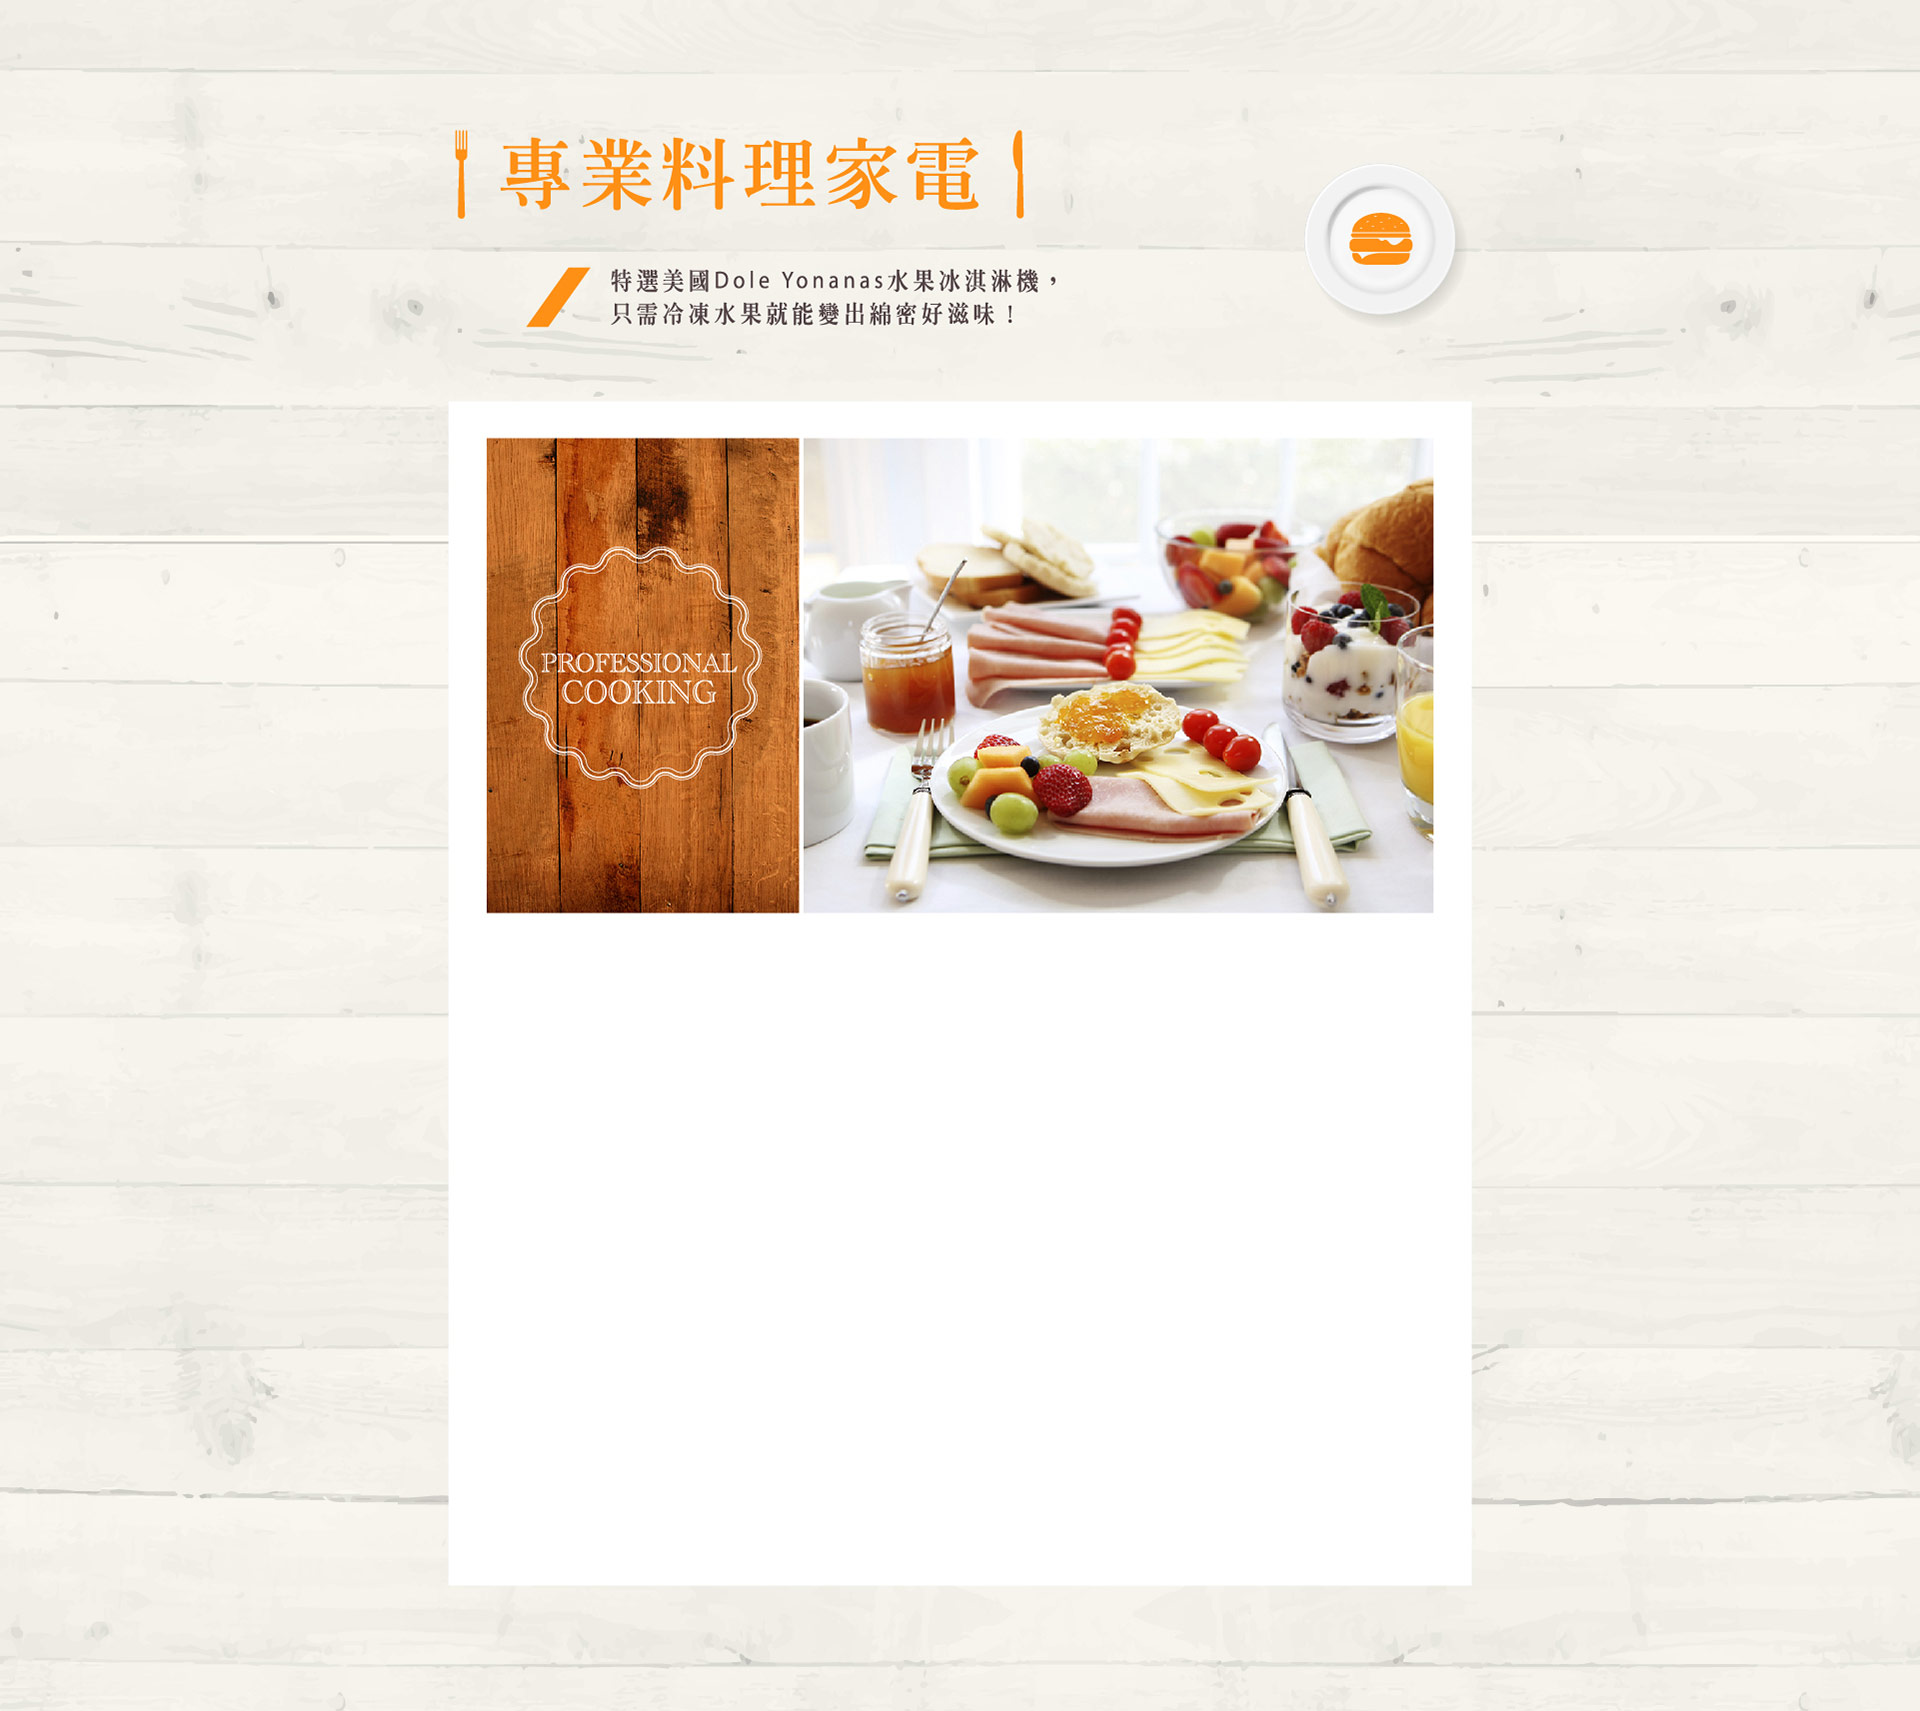 專業料理家電
特選美國Dole Yonanas水果冰淇淋機，
只需冷凍水果就能變出綿密好滋味！
PROFESSIONAL
COOKING